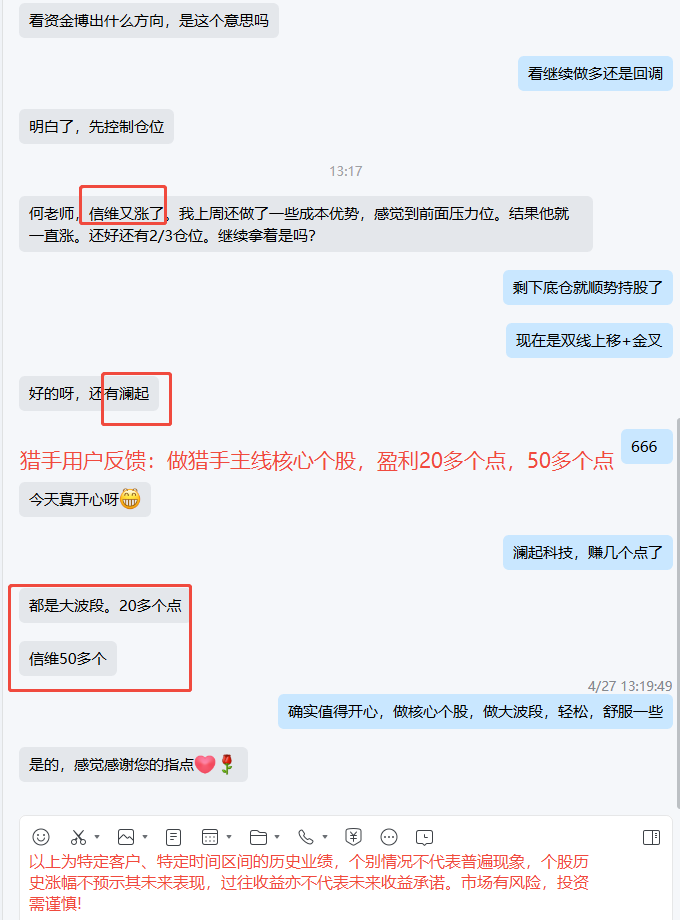 看资金博出什么方向，是这个意思吗
看继续做多还是回调
明白了，先控制仓位
13:17
何老师，信维又涨了。我上周还做了一些成本优势，感觉到前面压力位。结果他就
一直涨。还好还有2/3仓位。继续拿着是吗?
剩下底仓就顺势持股了
现在是双线上移+金叉
好的呀，还有澜起
666
猎手用户反馈：做猎手主线核心个股，盈利20多个点，50多个点
今天真开心呀😁
澜起科技，赚几个点了
都是大波段。20多个点
信维50多个
4/27 13:19:49
确实值得开心，做核心个股，做大波段，轻松，舒服一些
是的，感觉感谢您的指点❤️🌹
以上为特定客户、特定时间区间的历史业绩，个别情况不代表普遍现象，个股历
史涨幅不预示其未来表现，过往收益亦不代表未来收益承诺。市场有风险，投资
需谨慎!